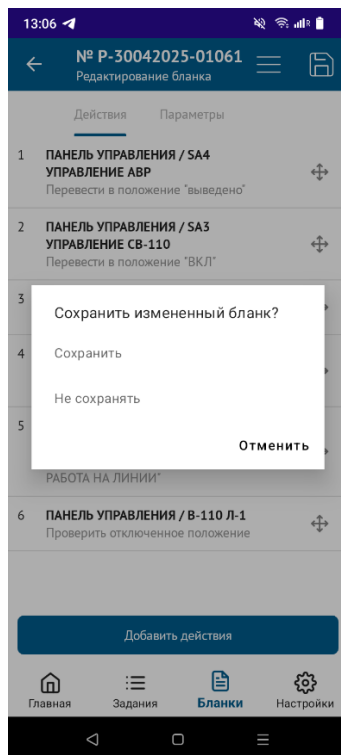 13:06
№ P-30042025-01061
Редактирование бланка
Действия Параметры
1 ПАНЕЛЬ УПРАВЛЕНИЯ / SA4
УПРАВЛЕНИЕ АВР
Перевести в положение "выведено"
2 ПАНЕЛЬ УПРАВЛЕНИЯ / SA3
УПРАВЛЕНИЕ СВ-110
Перевести в положение "ВКЛ"
3
Сохранить измененный бланк?
4
Сохранить
Не сохранять
5
Отменить
РАБОТА НА ЛИНИИ"
6 ПАНЕЛЬ УПРАВЛЕНИЯ / В-110 Л-1
Проверить отключенное положение
Добавить действия
Главная Задания Бланки Настройки